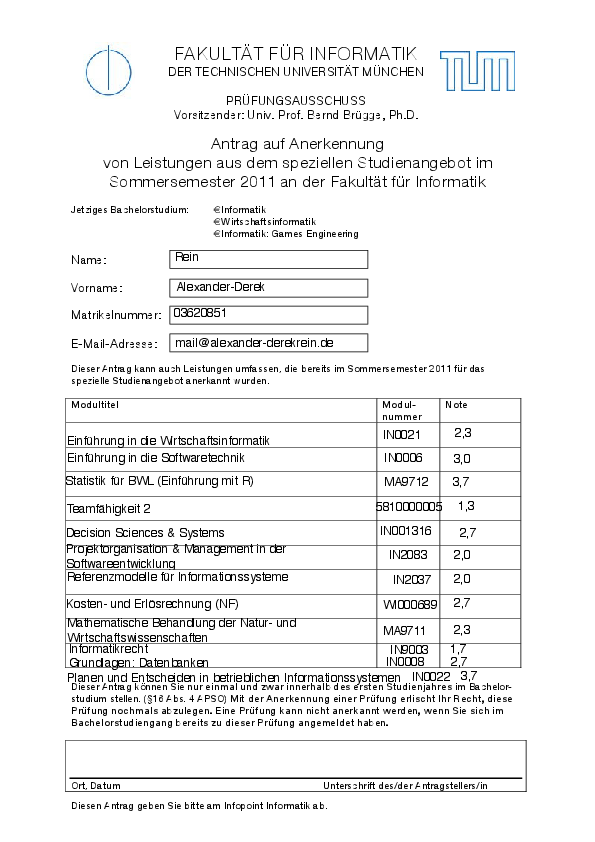 FAKULTÄT FÜR INFORMATIK
DER TECHNISCHEN UNIVERSITÄT MÜNCHEN
TUM
PRÜFUNGSAUSSCHUSS
Vorsitzender: Univ. Prof. Bernd Brügge, Ph.D.
Antrag auf Anerkennung
von Leistungen aus dem speziellen Studienangebot im
Sommersemester 2011 an der Fakultät für Informatik
Jetziges Bachelorstudium: €Informatik
€Wirtschaftsinformatik
€Informatik: Games Engineering
Name: Rein
Vorname: Alexander-Derek
Matrikelnummer: 03620851
E-Mail-Adresse: mail@alexander-derekrein.de
Dieser Antrag kann auch Leistungen umfassen, die bereits im Sommersemester 2011 für das
spezielle Studienangebot anerkannt wurden.
Modultitel Modul- Note
nummer
Einführung in die Wirtschaftsinformatik IN0021 2,3
Einführung in die Softwaretechnik IN0006 3,0
Statistik für BWL (Einführung mit R) MA9712 3,7
Teamfähigkeit 2 5810000005 1,3
Decision Sciences & Systems IN001316 2,7
Projektorganisation & Management in der
Softwareentwicklung IN2083 2,0
Referenzmodelle für Informationssysteme IN2037 2,0
Kosten- und Erlösrechnung (NF) WI000689 2,7
Mathematische Behandlung der Natur- und
Wirtschaftswissenschaften MA9711 2,3
Informatikrecht IN9003 1,7
Grundlagen: Datenbanken IN0008 2,7
Planen und Entscheiden in betrieblichen Informationssystemen IN0022 3,7
Dieser Antrag können Sie nur einmal und zwar innerhalb des ersten Studienjahres im Bachelor-
studium stellen. (§16 Abs. 4 APSO) Mit der Anerkennung einer Prüfung erlischt Ihr Recht, diese
Prüfung nochmals abzulegen. Eine Prüfung kann nicht anerkannt werden, wenn Sie sich im
Bachelorstudiengang bereits zu dieser Prüfung angemeldet haben.
Ort, Datum Unterschrift des/der Antragstellers/in
Diesen Antrag geben Sie bitte am Infopoint Informatik ab.